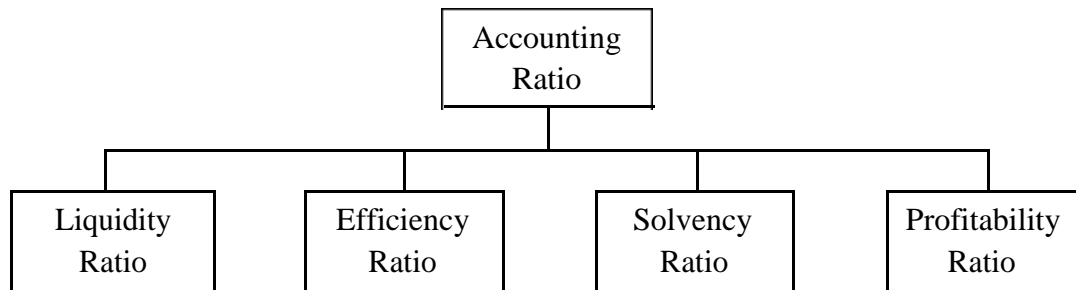 Accounting
Ratio
Liquidity
Ratio
Efficiency
Ratio
Solvency
Ratio
Profitability
Ratio